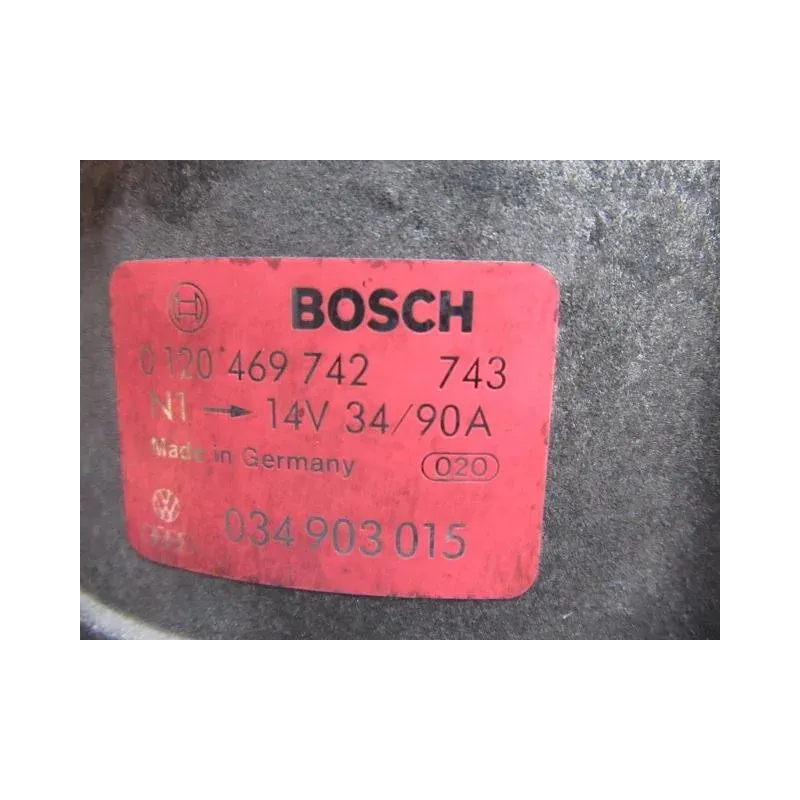 BOSCH
0 120 469 742 743
N1 → 14V 34/90A
Made in Germany 020
034 903 015